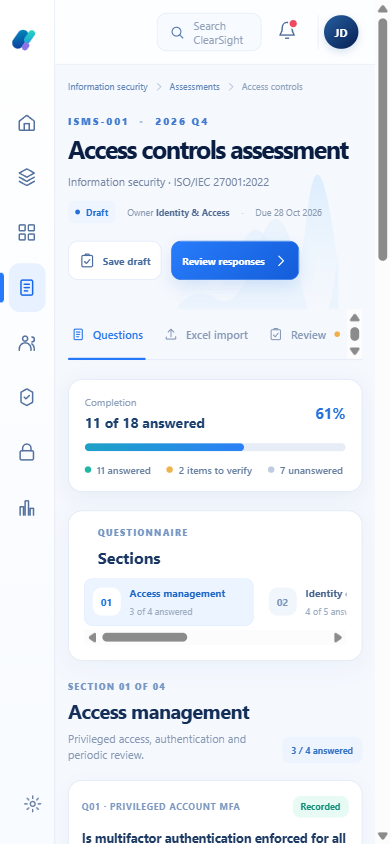 Search
ClearSight
JD
Information security
Assessments
Access controls
ISMS-001 · 2026 Q4
Access controls assessment
Information security · ISO/IEC 27001:2022
Draft
Owner Identity & Access
·
Due 28 Oct 2026
Save draft
Review responses
Questions
Excel import
Review
Completion
11 of 18 answered
61%
11 answered
2 items to verify
7 unanswered
QUESTIONNAIRE
Sections
01
Access management
3 of 4 answered
02
Identity
4 of 5 answ
SECTION 01 OF 04
Access management
Privileged access, authentication and
periodic review.
3 / 4 answered
Q01 · PRIVILEGED ACCOUNT MFA
Recorded
Is multifactor authentication enforced for all